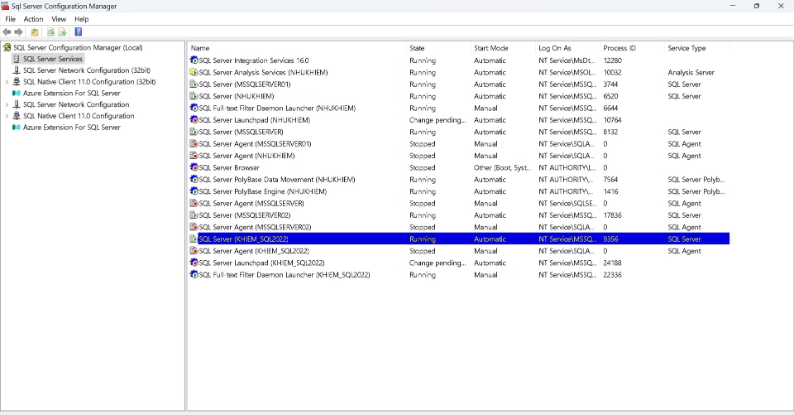 Sql Server Configuration Manager
File Action View Help
SQL Server Configuration Manager (Local)
SQL Server Services
SQL Server Network Configuration (32bit)
SQL Native Client 11.0 Configuration (32bit)
Azure Extension For SQL Server
SQL Server Network Configuration
SQL Native Client 11.0 Configuration
Azure Extension For SQL Server
Name State Start Mode Log On As Process ID Service Type
SQL Server Integration Services 16.0 Running Automatic NT Service\MsDt... 12280
SQL Server Analysis Services (NHUKHIEM) Running Automatic NT Service\MSOL... 10032 Analysis Server
SQL Server (MSSQLSERVER01) Running Automatic NT Service\MSSQ... 3744 SQL Server
SQL Server (NHUKHIEM) Running Automatic NT Service\MSSQ... 6520 SQL Server
SQL Full-text Filter Daemon Launcher (NHUKHIEM) Running Manual NT Service\MSSQ... 6644
SQL Server Launchpad (NHUKHIEM) Change pending... Automatic NT Service\MSSQ... 10764
SQL Server (MSSQLSERVER) Running Automatic NT Service\MSSQ... 8132 SQL Server
SQL Server Agent (MSSQLSERVER01) Stopped Manual NT Service\SQLA... 0 SQL Agent
SQL Server Agent (NHUKHIEM) Stopped Manual NT Service\SQLA... 0 SQL Agent
SQL Server Browser Stopped Other (Boot, Syst... NT AUTHORITY\L... 0
SQL Server PolyBase Data Movement (NHUKHIEM) Running Automatic NT AUTHORITY\... 7564 SQL Server Polyb...
SQL Server PolyBase Engine (NHUKHIEM) Running Automatic NT AUTHORITY\... 1416 SQL Server Polyb...
SQL Server Agent (MSSQLSERVER) Stopped Manual NT Service\SQLSE... 0 SQL Agent
SQL Server (MSSQLSERVER02) Running Automatic NT Service\MSSQ... 17836 SQL Server
SQL Server Agent (MSSQLSERVER02) Stopped Manual NT Service\SQLA... 0 SQL Agent
SQL Server (KHIEM_SQL2022) Running Automatic NT Service\MSSQ... 9356 SQL Server
SQL Server Agent (KHIEM_SQL2022) Stopped Manual NT Service\SQLA... 0 SQL Agent
SQL Server Launchpad (KHIEM_SQL2022) Change pending... Automatic NT Service\MSSQ... 24188
SQL Full-text Filter Daemon Launcher (KHIEM_SQL2022) Running Manual NT Service\MSSQ... 22336